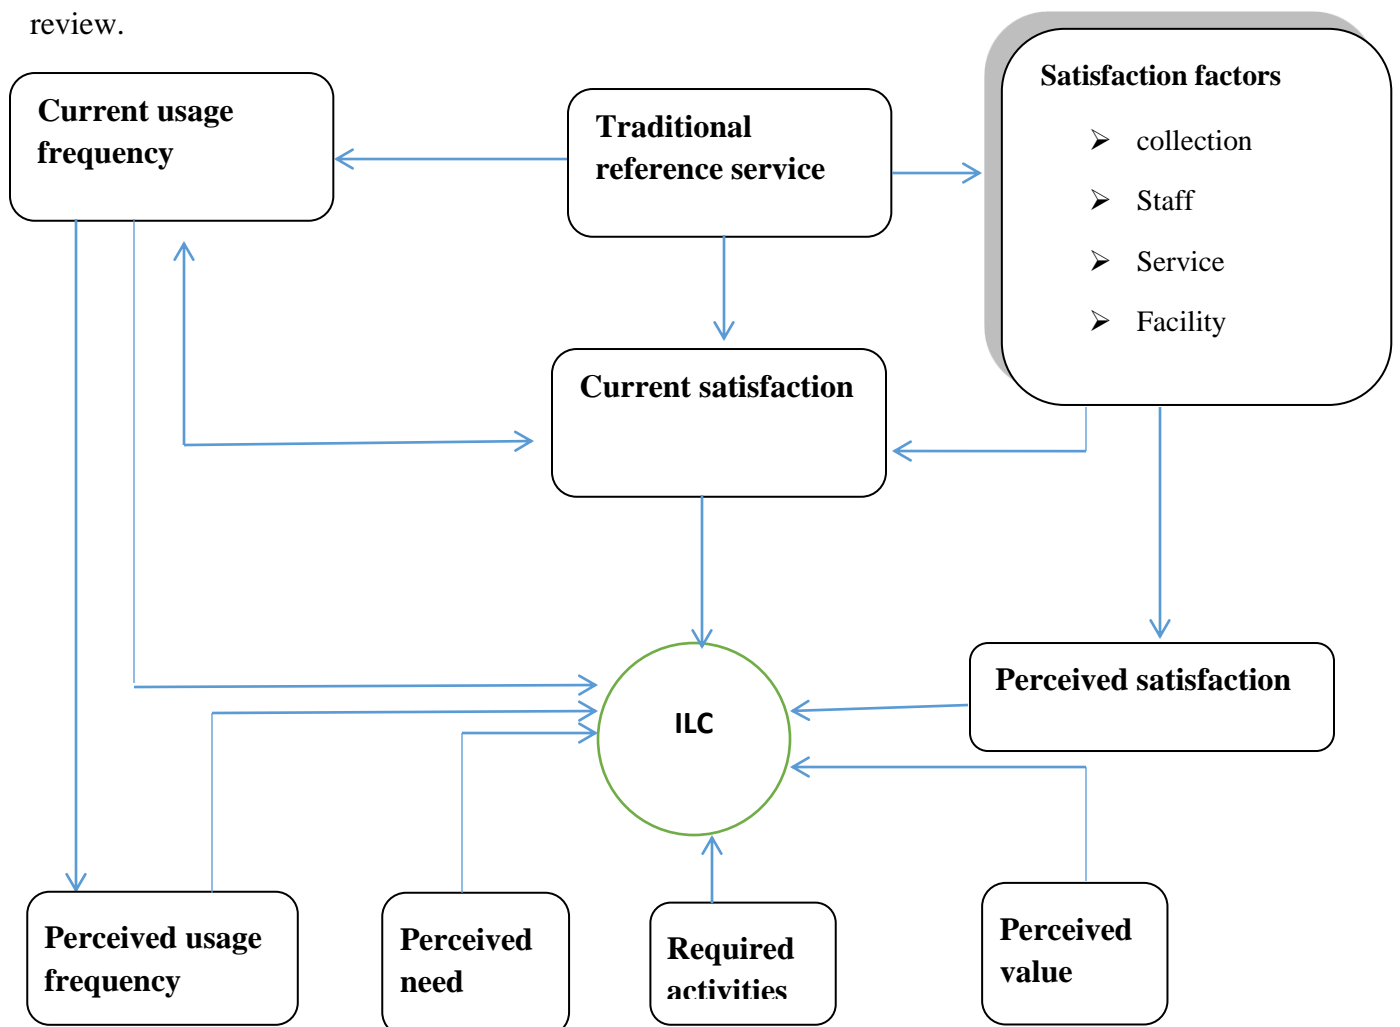 review.
Current usage
frequency
Traditional
reference service
Satisfaction factors
➢ collection
➢ Staff
➢ Service
➢ Facility
Current satisfaction
ILC
Perceived satisfaction
Perceived usage
frequency
Perceived
need
Required
activities
Perceived
value